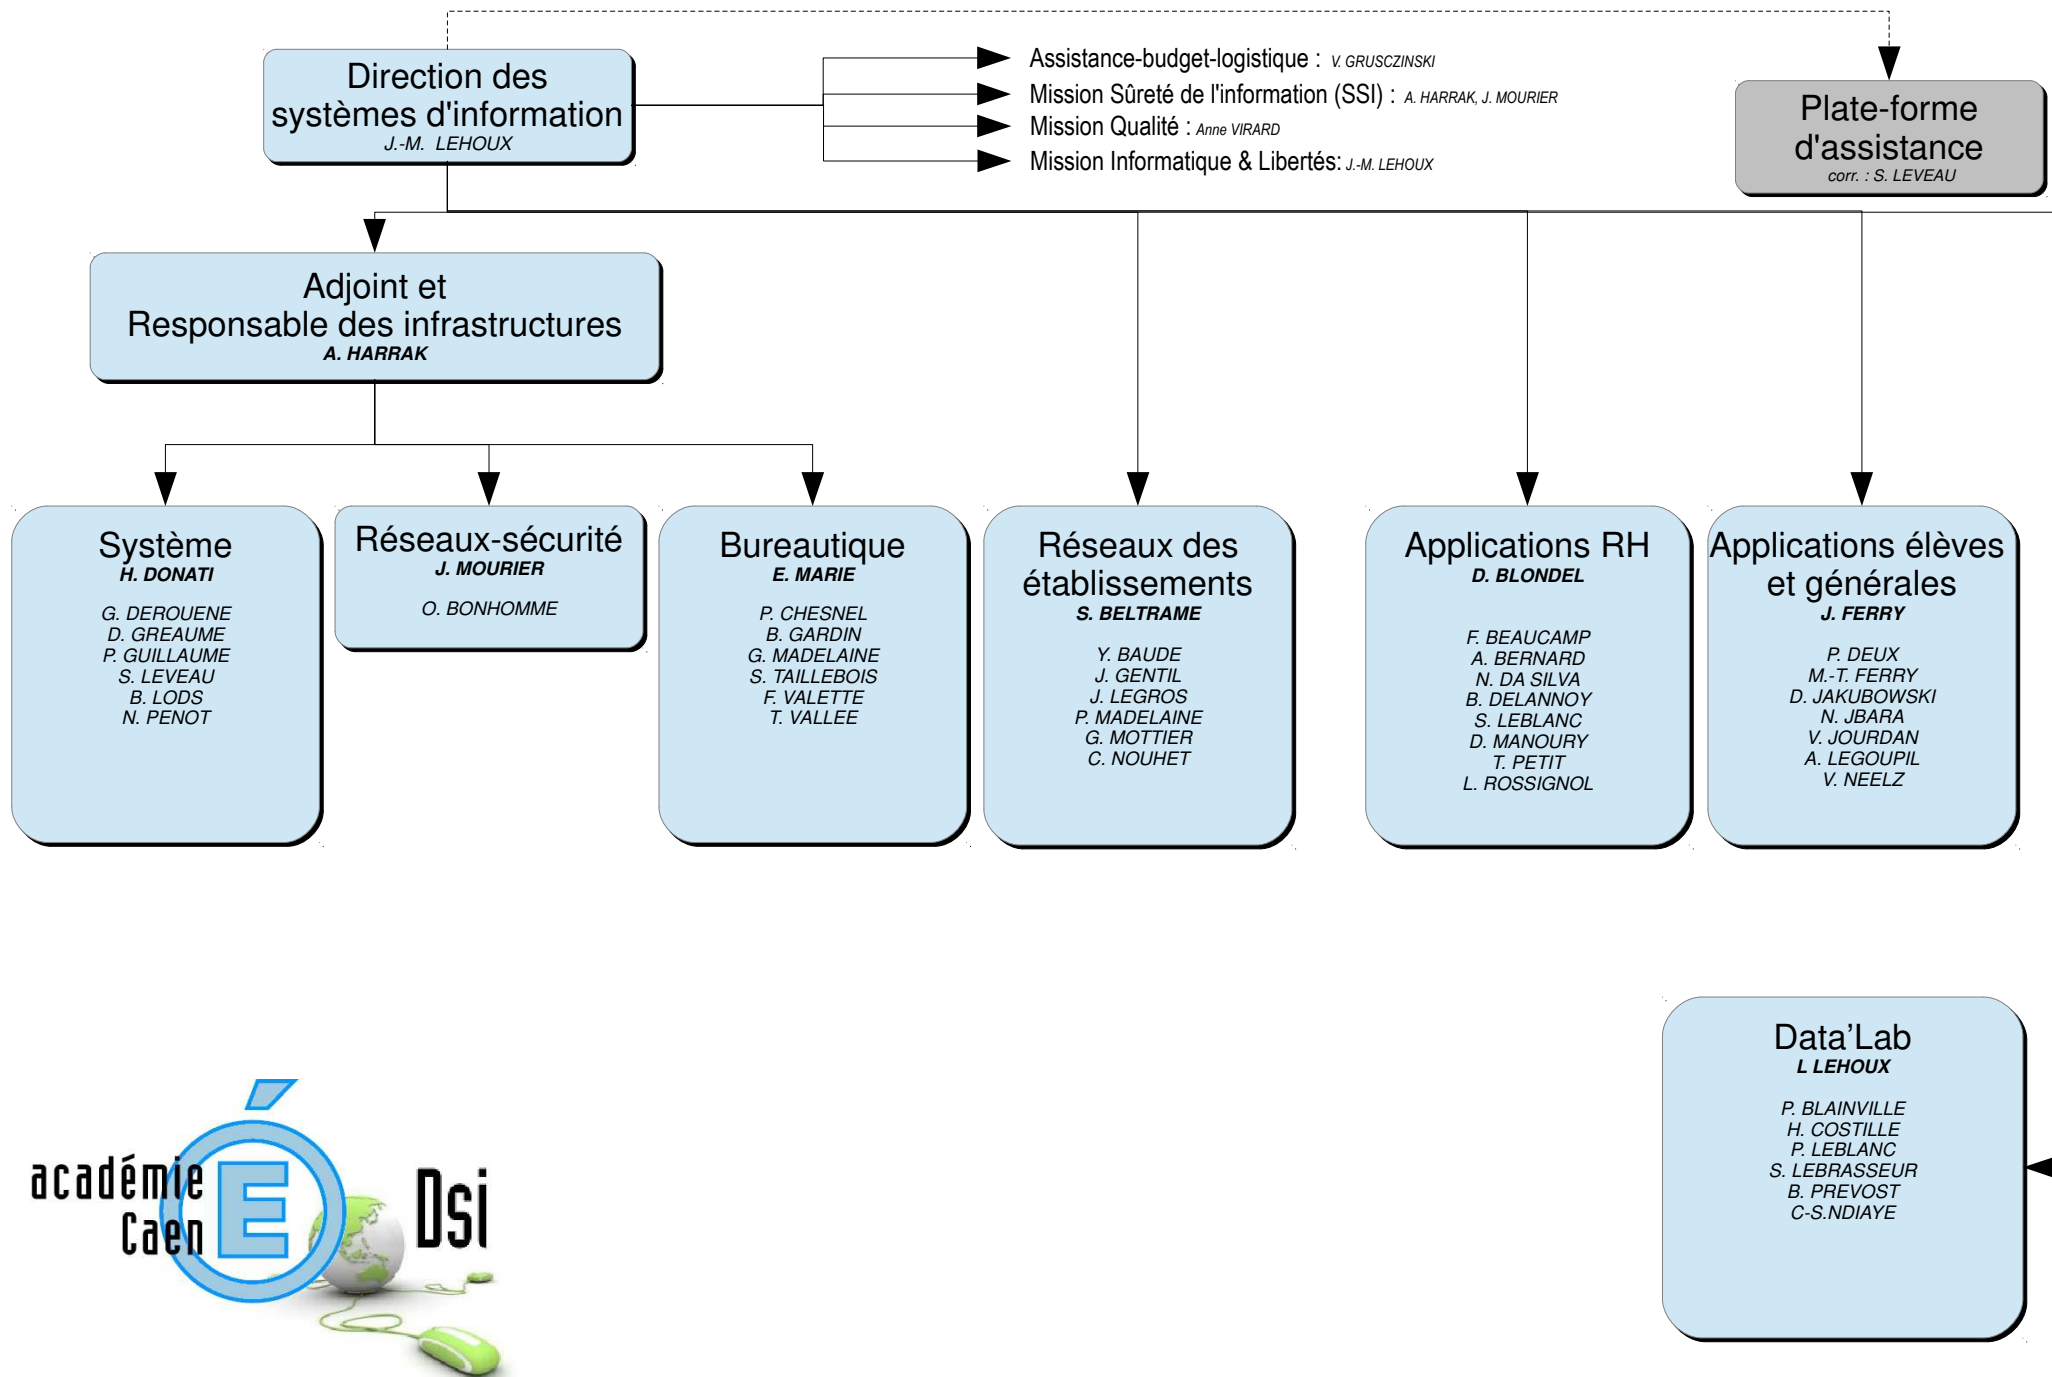 Direction des
systèmes d'information
J.-M. LEHOUX
Assistance-budget-logistique : V. GRUSCZINSKI
Mission Sûreté de l'information (SSI) : A. HARRAK, J. MOURIER
Mission Qualité : Anne VIRARD
Mission Informatique & Libertés: J.-M. LEHOUX
Plate-forme
d'assistance
corr. : S. LEVEAU
Adjoint et
Responsable des infrastructures
A. HARRAK
Système
H. DONATI
G. DEROUENE
D. GREAUME
P. GUILLAUME
S. LEVEAU
B. LODS
N. PENOT
Réseaux-sécurité
J. MOURIER
O. BONHOMME
Bureautique
E. MARIE
P. CHESNEL
B. GARDIN
G. MADELAINE
S. TAILLEBOIS
F. VALETTE
T. VALLEE
Réseaux des
établissements
S. BELTRAME
Y. BAUDE
J. GENTIL
J. LEGROS
P. MADELAINE
G. MOTTIER
C. NOUHET
Applications RH
D. BLONDEL
F. BEAUCAMP
A. BERNARD
N. DA SILVA
B. DELANNOY
S. LEBLANC
D. MANOURY
T. PETIT
L. ROSSIGNOL
Applications élèves
et générales
J. FERRY
P. DEUX
M.-T. FERRY
D. JAKUBOWSKI
N. JBARA
V. JOURDAN
A. LEGOUPIL
V. NEELZ
Data’Lab
L LEHOUX
P. BLAINVILLE
H. COSTILLE
P. LEBLANC
S. LEBRASSEUR
B. PREVOST
C-S.NDIAYE
académie
Caen
É
Dsi